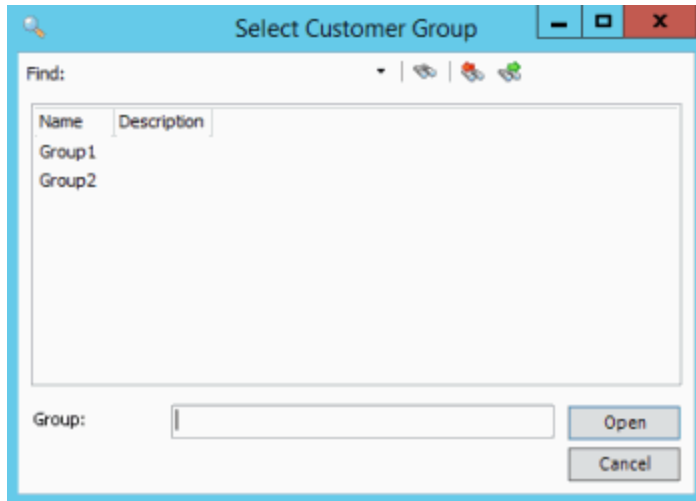 Select Customer Group
Find:
Name Description
Group1
Group2
Group:
Open
Cancel